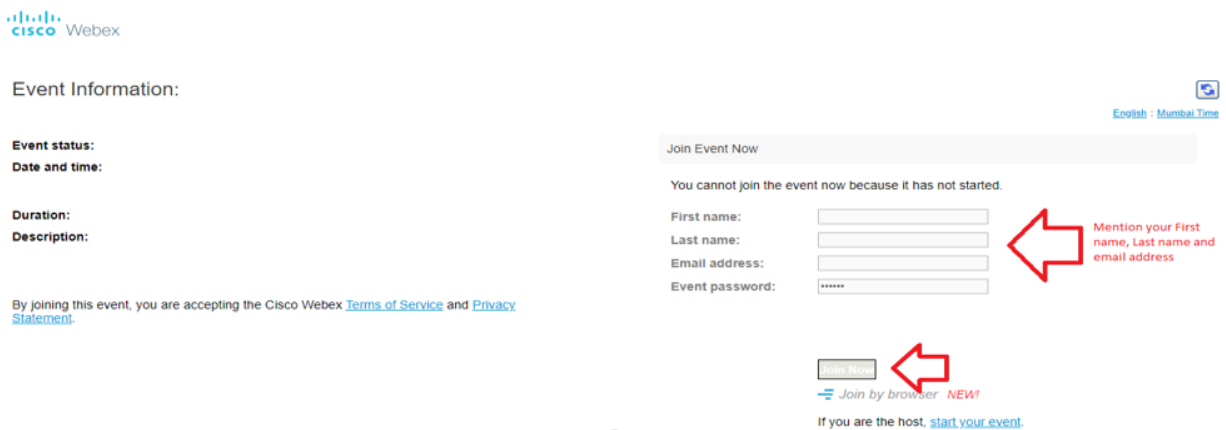 CISCO Webex
Event Information:
English : Mumbai Time
Event status:
Date and time:
Duration:
Description:
By joining this event, you are accepting the Cisco Webex Terms of Service and Privacy
Statement.
Join Event Now
You cannot join the event now because it has not started.
First name:
Last name:
Email address:
Event password:
••••••
Mention your First
name, Last name and
email address
Join Now
Join by browser NEW!
If you are the host, start your event.